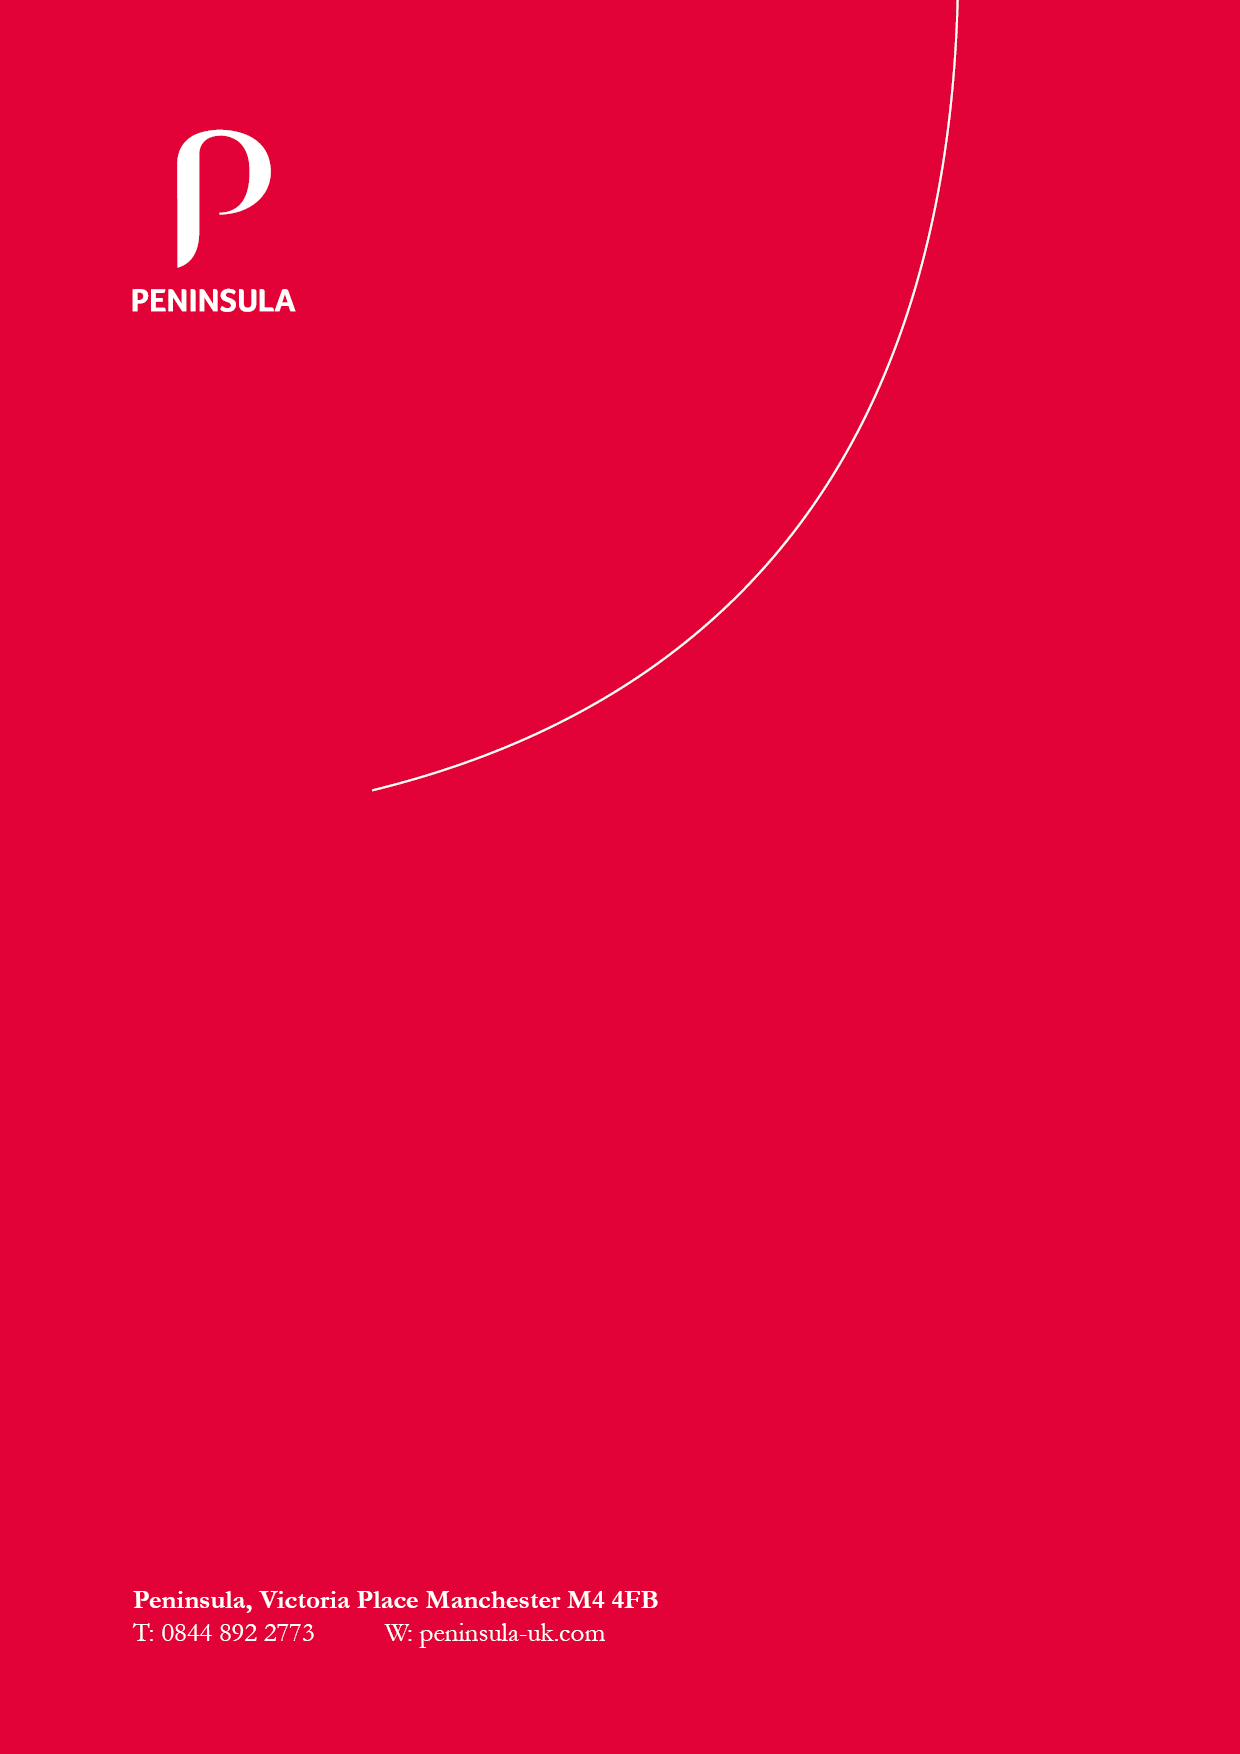 PENINSULA
Peninsula, Victoria Place Manchester M4 4FB
T: 0844 892 2773 W: peninsula-uk.com